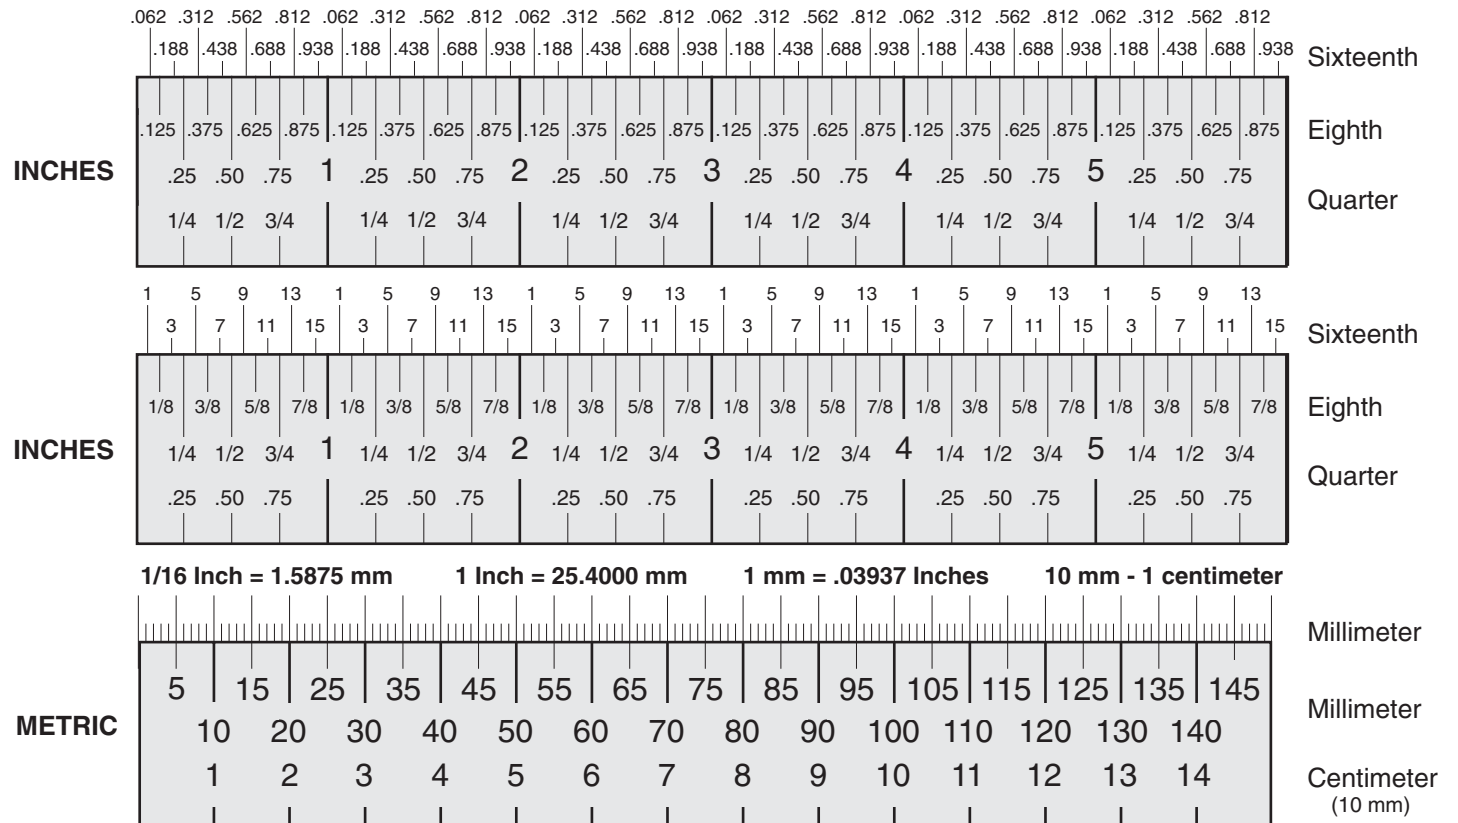 .062 .312 .562 .812 .062 .312 .562 .812 .062 .312 .562 .812 .062 .312 .562 .812 .062 .312 .562 .812 .062 .312 .562 .812
.188 .438 .688 .938 .188 .438 .688 .938 .188 .438 .688 .938 .188 .438 .688 .938 .188 .438 .688 .938 .188 .438 .688 .938 Sixteenth
.125 .375 .625 .875 .125 .375 .625 .875 .125 .375 .625 .875 .125 .375 .625 .875 .125 .375 .625 .875 .125 .375 .625 .875 Eighth
INCHES .25 .50 .75 1 .25 .50 .75 2 .25 .50 .75 3 .25 .50 .75 4 .25 .50 .75 5 .25 .50 .75
Quarter
1/4 1/2 3/4 1/4 1/2 3/4 1/4 1/2 3/4 1/4 1/2 3/4 1/4 1/2 3/4 1/4 1/2 3/4
1 5 9 13 1 5 9 13 1 5 9 13 1 5 9 13 1 5 9 13 1 5 9 13
3 7 11 15 3 7 11 15 3 7 11 15 3 7 11 15 3 7 11 15 3 7 11 15 Sixteenth
1/8 3/8 5/8 7/8 1/8 3/8 5/8 7/8 1/8 3/8 5/8 7/8 1/8 3/8 5/8 7/8 1/8 3/8 5/8 7/8 1/8 3/8 5/8 7/8 Eighth
INCHES 1/4 1/2 3/4 1 1/4 1/2 3/4 2 1/4 1/2 3/4 3 1/4 1/2 3/4 4 1/4 1/2 3/4 5 1/4 1/2 3/4
Quarter
.25 .50 .75 .25 .50 .75 .25 .50 .75 .25 .50 .75 .25 .50 .75 .25 .50 .75
1/16 Inch = 1.5875 mm 1 Inch = 25.4000 mm 1 mm = .03937 Inches 10 mm - 1 centimeter
Millimeter
5 15 25 35 45 55 65 75 85 95 105 115 125 135 145
Millimeter
METRIC 10 20 30 40 50 60 70 80 90 100 110 120 130 140
1 2 3 4 5 6 7 8 9 10 11 12 13 14 Centimeter
(10 mm)